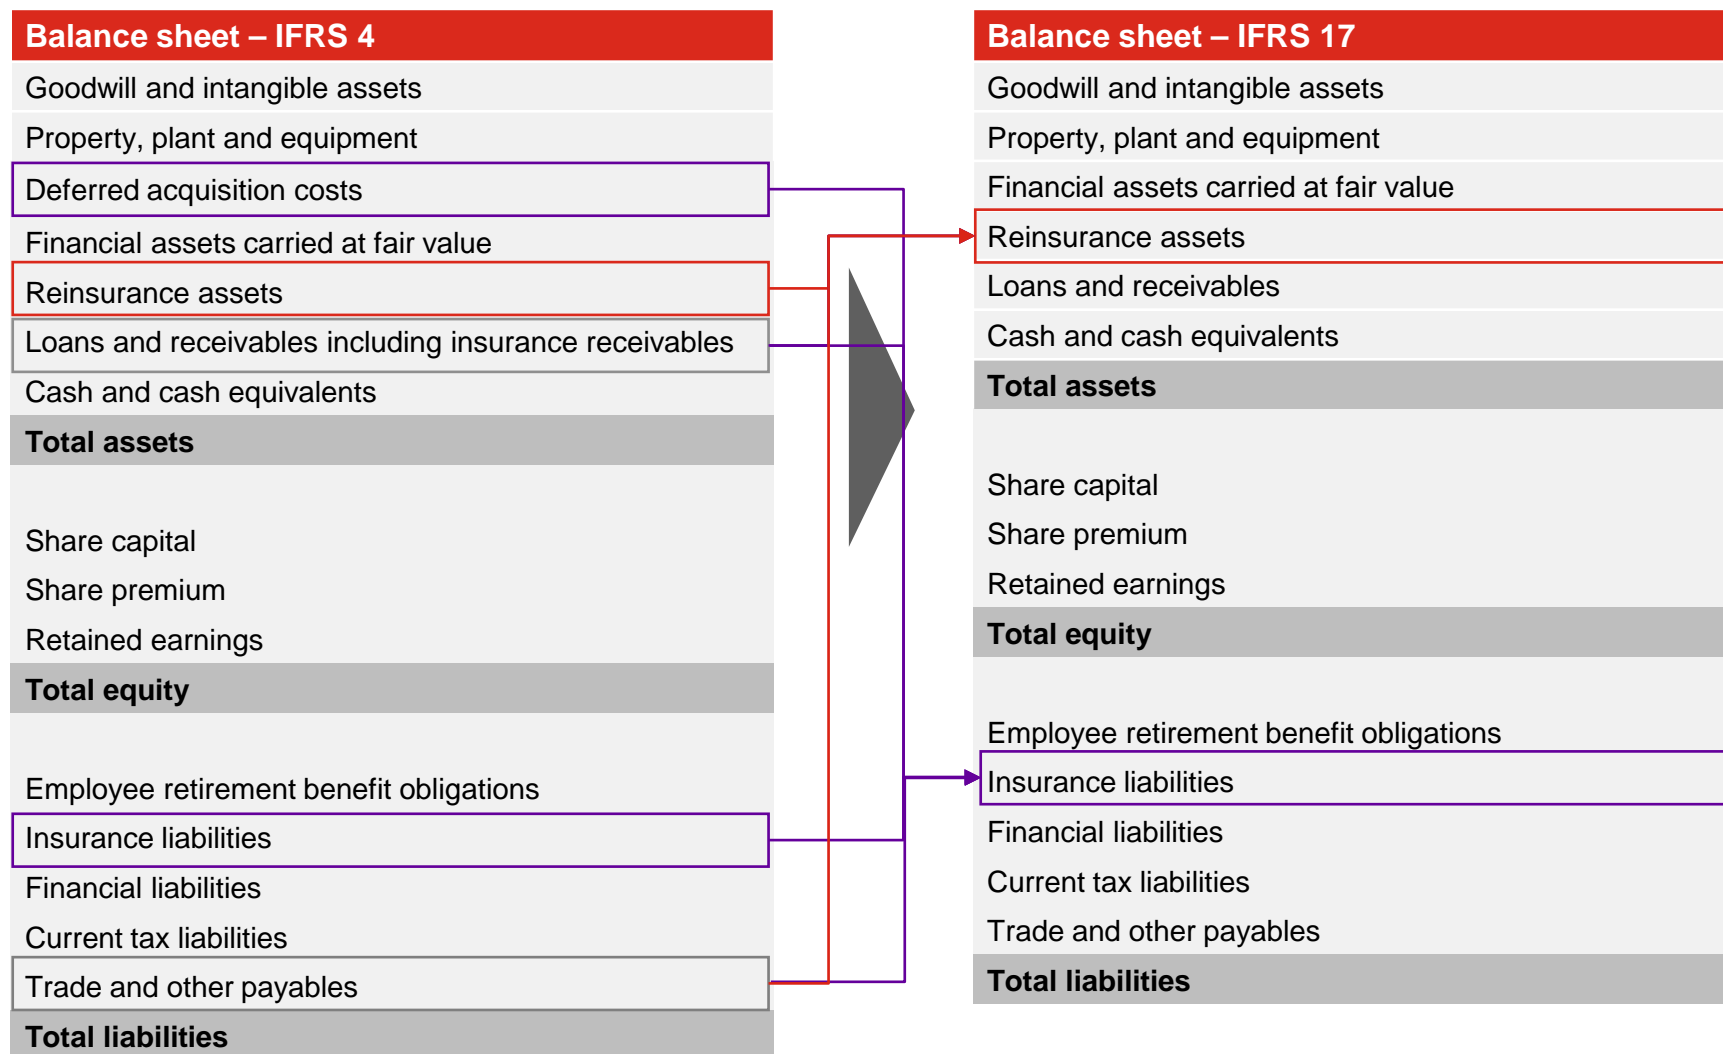 Balance sheet – IFRS 4
Goodwill and intangible assets
Property, plant and equipment
Deferred acquisition costs
Financial assets carried at fair value
Reinsurance assets
Loans and receivables including insurance receivables
Cash and cash equivalents
Total assets
Share capital
Share premium
Retained earnings
Total equity
Employee retirement benefit obligations
Insurance liabilities
Financial liabilities
Current tax liabilities
Trade and other payables
Total liabilities
Balance sheet – IFRS 17
Goodwill and intangible assets
Property, plant and equipment
Financial assets carried at fair value
Reinsurance assets
Loans and receivables
Cash and cash equivalents
Total assets
Share capital
Share premium
Retained earnings
Total equity
Employee retirement benefit obligations
Insurance liabilities
Financial liabilities
Current tax liabilities
Trade and other payables
Total liabilities